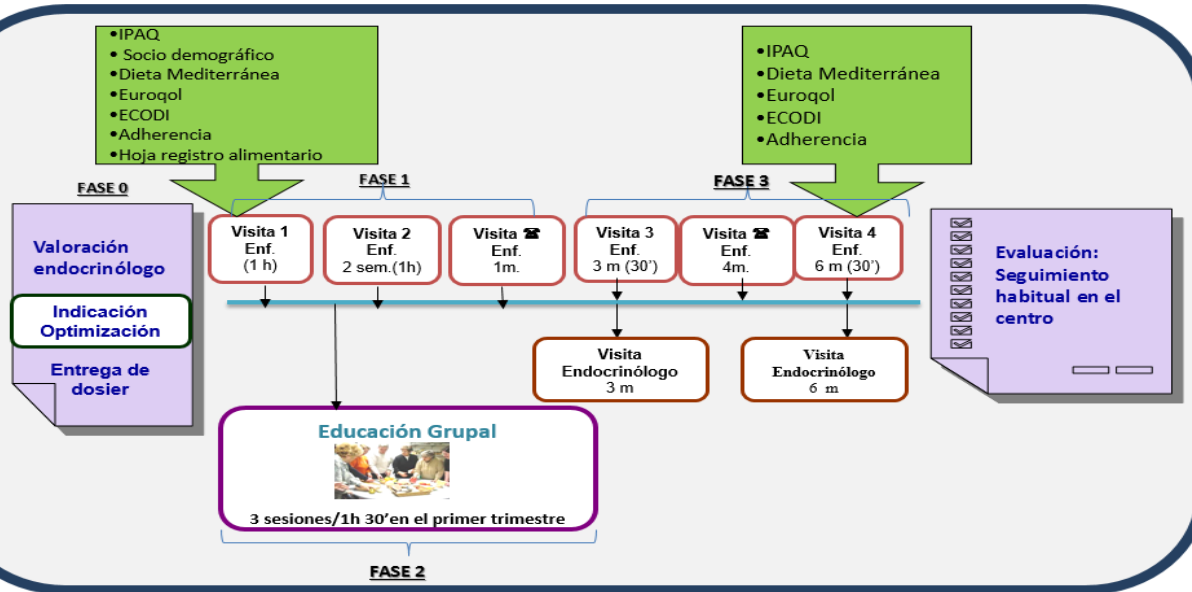 •IPAQ
• Socio demográfico
•Dieta Mediterránea
•Euroqol
•ECODI
•Adherencia
•Hoja registro alimentario
•IPAQ
•Dieta Mediterránea
•Euroqol
•ECODI
•Adherencia
FASE 0
Valoración
endocrinólogo
Indicación
Optimización
Entrega de
dosier
FASE 1
Visita 1
Enf.
(1 h)
Visita 2
Enf.
2 sem.(1h)
Visita ☎
Enf.
1m.
FASE 3
Visita 3
Enf.
3 m (30')
Visita ☎
Enf.
4m.
Visita 4
Enf.
6 m (30')
Visita
Endocrinólogo
3 m
Visita
Endocrinólogo
6 m
Evaluación:
Seguimiento
habitual en el
centro
Educación Grupal
3 sesiones/1h 30'en el primer trimestre
FASE 2